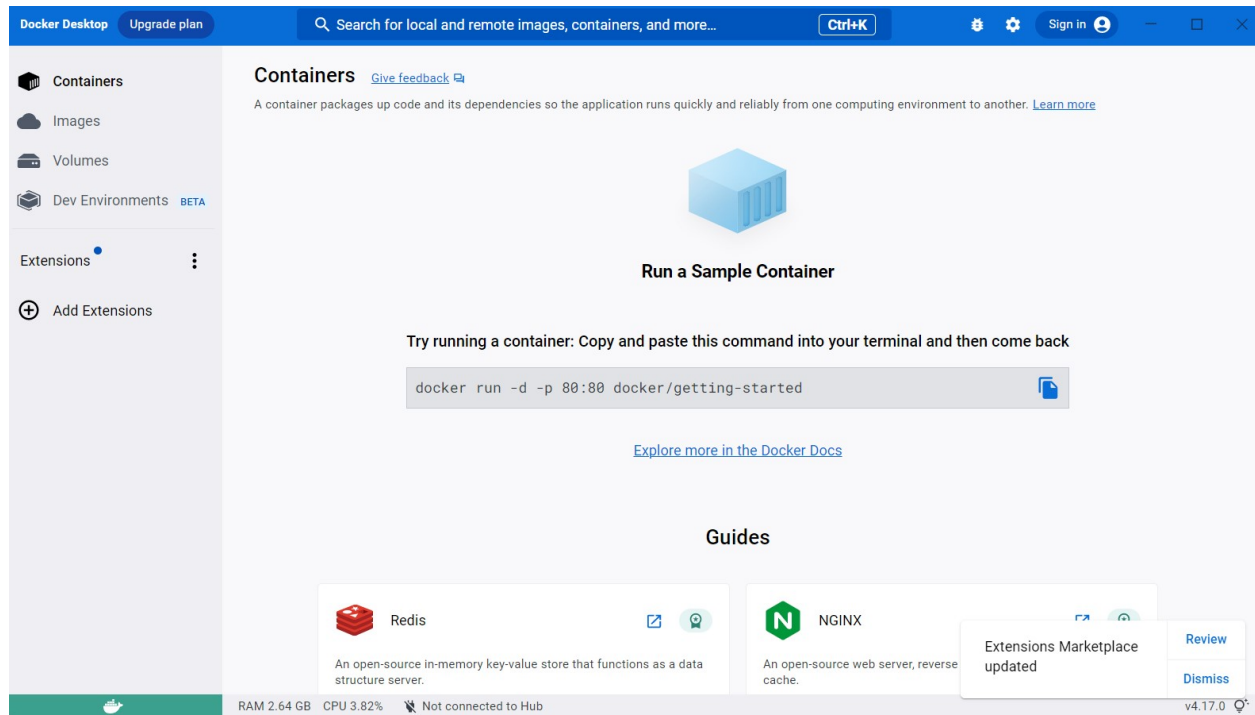 Docker Desktop Upgrade plan Search for local and remote images, containers, and more... Ctrl+K Sign in
Containers
Images
Volumes
Dev Environments BETA
Extensions
Add Extensions
Containers Give feedback
A container packages up code and its dependencies so the application runs quickly and reliably from one computing environment to another. Learn more
Run a Sample Container
Try running a container: Copy and paste this command into your terminal and then come back
docker run -d -p 80:80 docker/getting-started
Explore more in the Docker Docs
Guides
Redis
An open-source in-memory key-value store that functions as a data
structure server.
NGINX
An open-source web server, reverse
cache.
Extensions Marketplace
updated
Review
Dismiss
RAM 2.64 GB CPU 3.82% Not connected to Hub v4.17.0